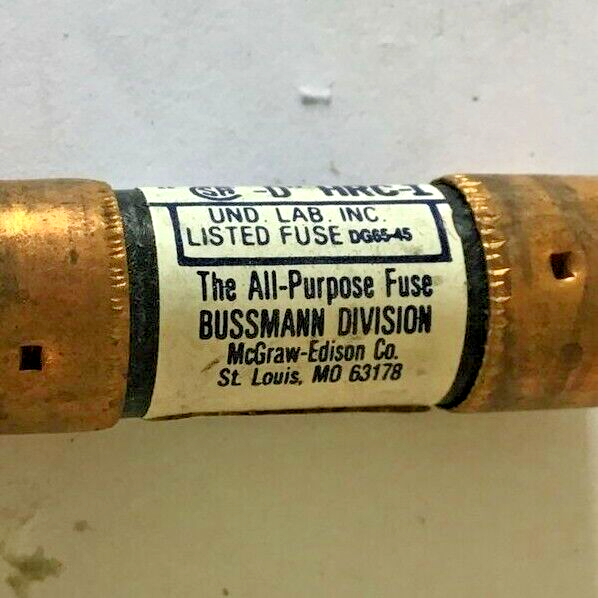 " SA -D" HRC-I
UND. LAB. INC.
LISTED FUSE DG65-45
The All-Purpose Fuse
BUSSMANN DIVISION
McGraw-Edison Co.
St. Louis, MO 63178